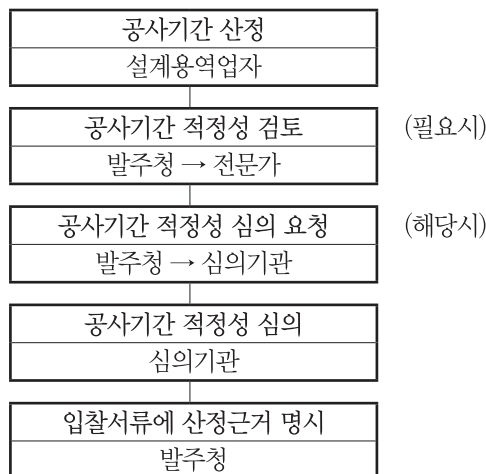 공사기간 산정
설계용역업자
공사기간 적정성 검토 (필요시)
발주청 → 전문가
공사기간 적정성 심의 요청 (해당시)
발주청 → 심의기관
공사기간 적정성 심의
심의기관
입찰서류에 산정근거 명시
발주청